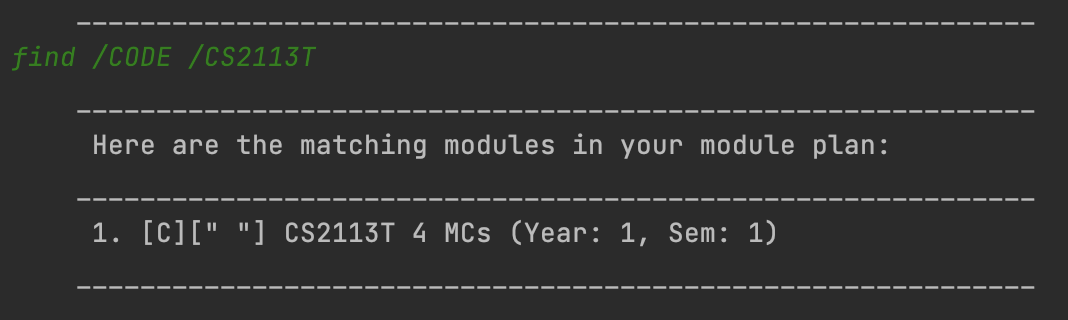 ____________________________________________________________
find /CODE /CS2113T
____________________________________________________________
Here are the matching modules in your module plan:
____________________________________________________________
1. [C][" "] CS2113T 4 MCs (Year: 1, Sem: 1)
____________________________________________________________